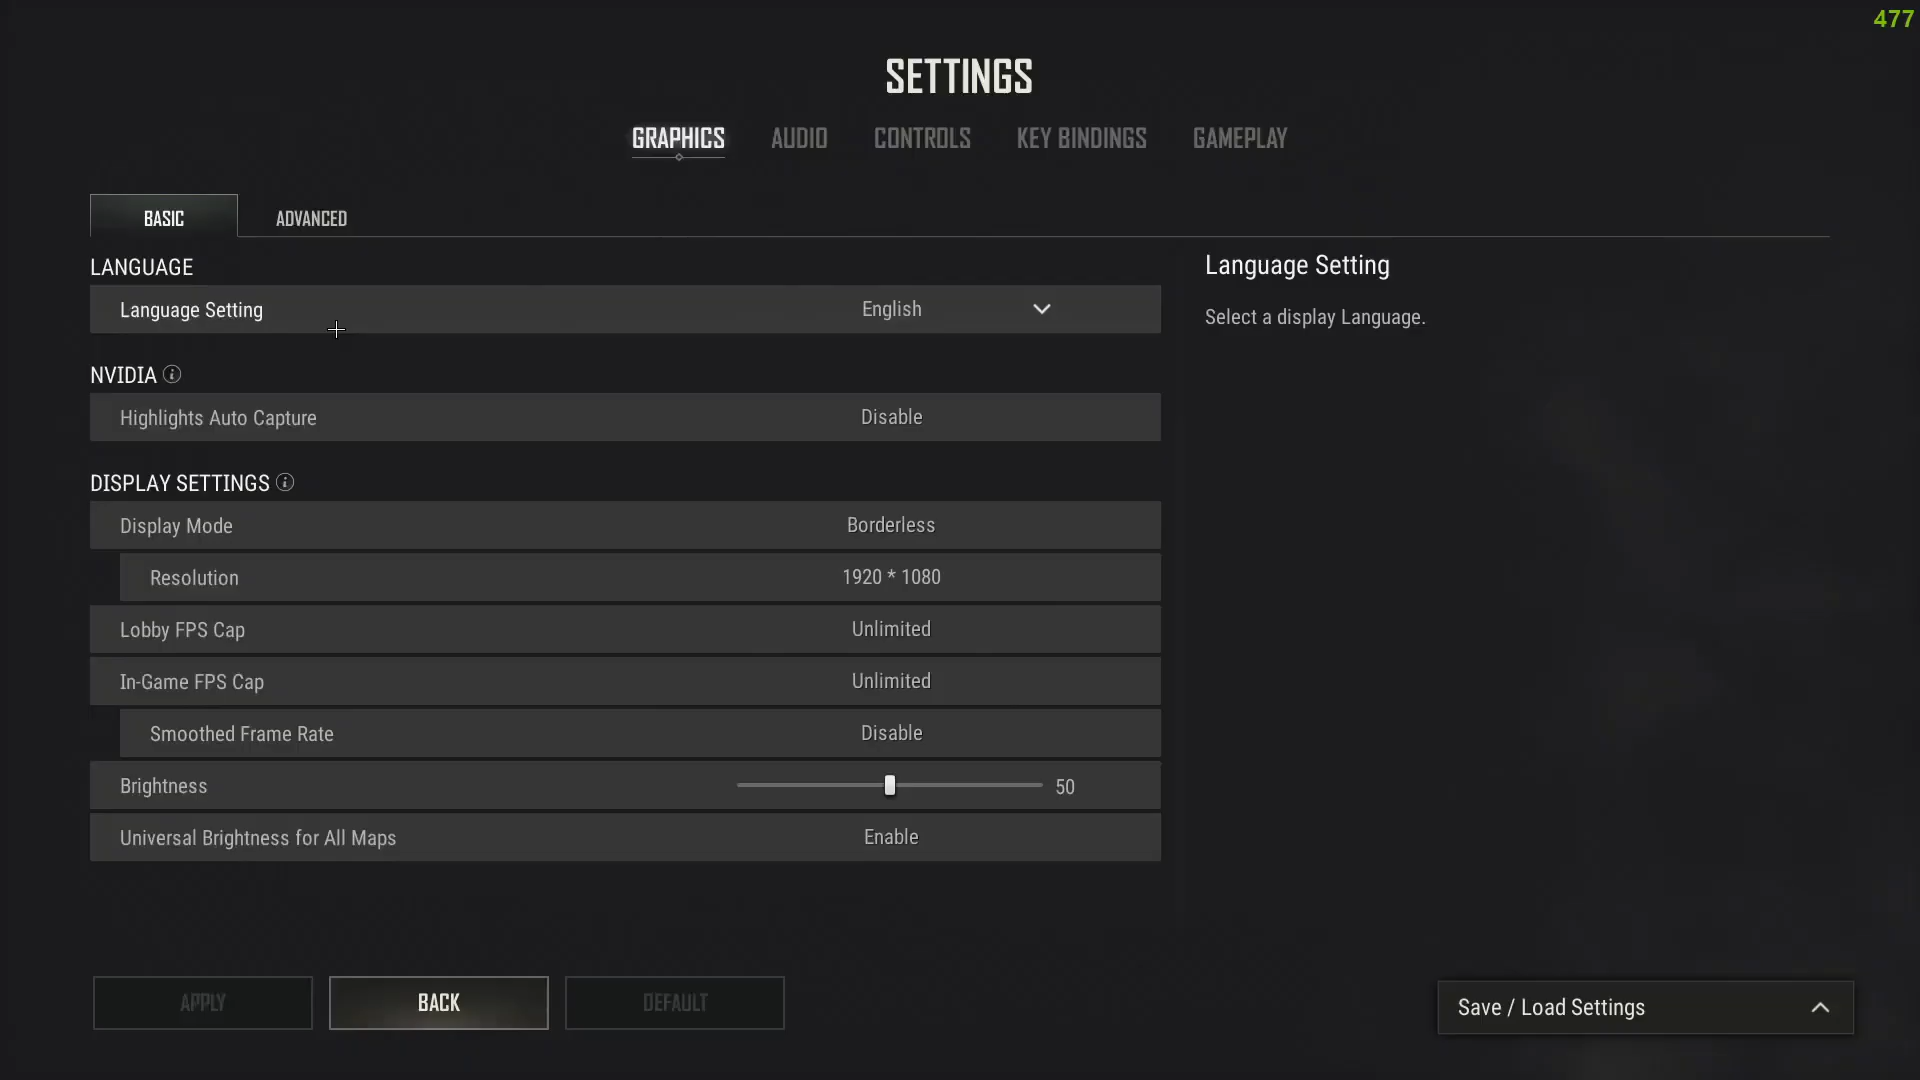 477
SETTINGS
GRAPHICS AUDIO CONTROLS KEY BINDINGS GAMEPLAY
BASIC ADVANCED
LANGUAGE
Language Setting English
Language Setting
Select a display Language.
NVIDIA
Highlights Auto Capture Disable
DISPLAY SETTINGS
Display Mode Borderless
Resolution 1920 * 1080
Lobby FPS Cap Unlimited
In-Game FPS Cap Unlimited
Smoothed Frame Rate Disable
Brightness 50
Universal Brightness for All Maps Enable
APPLY BACK DEFAULT
Save / Load Settings